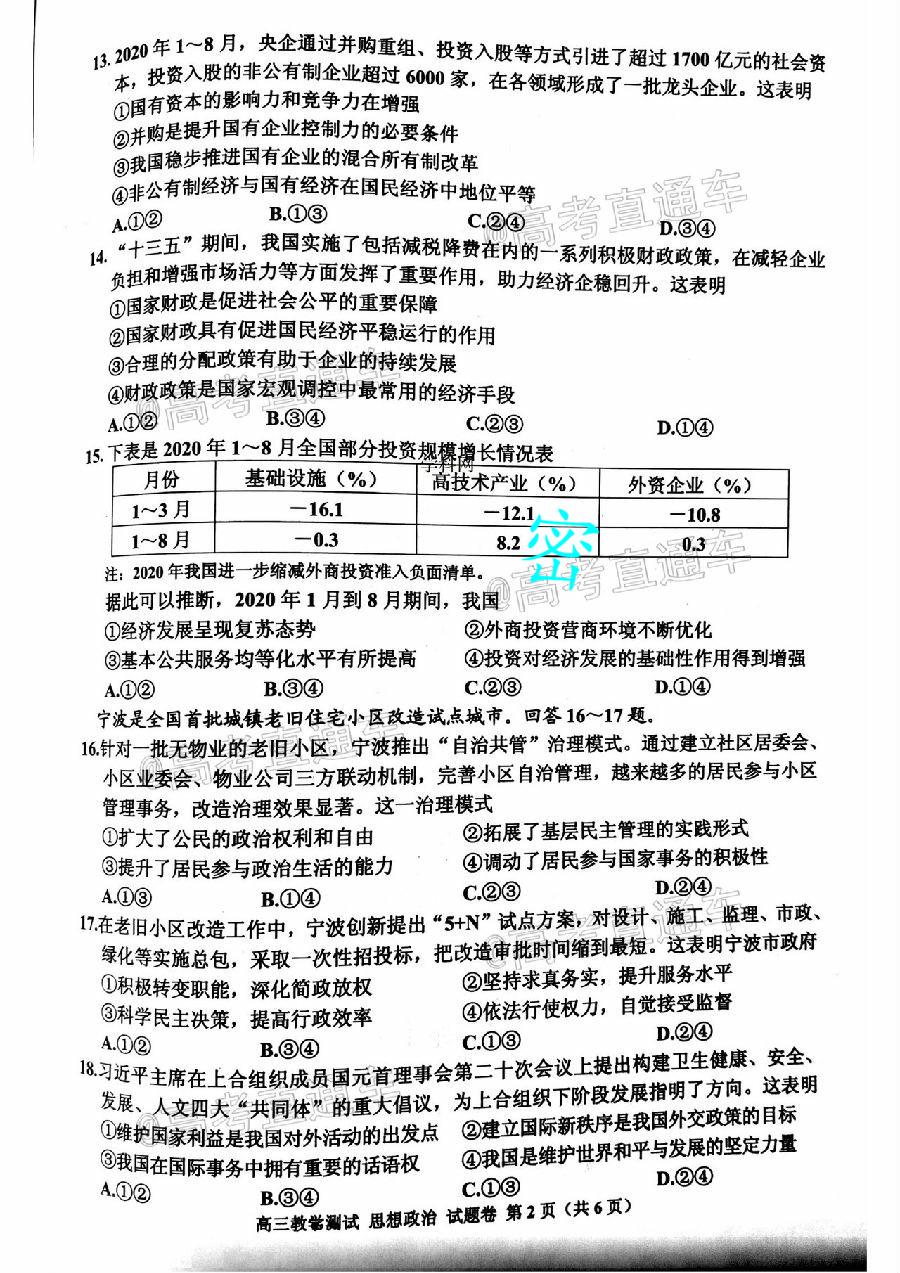 13. 2020年1～8月，央企通过并购重组、投资入股等方式引进了超过1700亿元的社会资
本，投资入股的非公有制企业超过6000家，在各领域形成了一批龙头企业。这表明
①国有资本的影响力和竞争力在增强
②并购是提升国有企业控制力的必要条件
③我国稳步推进国有企业的混合所有制改革
④非公有制经济与国有经济在国民经济中地位平等
A.①② B.①③ C.②④ D.③④
@高考直通车
14. “十三五”期间，我国实施了包括减税降费在内的一系列积极财政政策，在减轻企业
负担和增强市场活力等方面发挥了重要作用，助力经济企稳回升。这表明
①国家财政是促进社会公平的重要保障
②国家财政具有促进国民经济平稳运行的作用
③合理的分配政策有助于企业的持续发展
④财政政策是国家宏观调控中最常用的经济手段
@高考直通车
A.①② B.③④ C.②③ D.①④
15. 下表是2020年1～8月全国部分投资规模增长情况表
学科网
月份 基础设施（%） 高技术产业（%） 外资企业（%）
1～3月 －16.1 －12.1 －10.8
1～8月 －0.3 8.2 0.3
密
注：2020年我国进一步缩减外商投资准入负面清单。
@高考直通车
据此可以推断，2020年1月到8月期间，我国
①经济发展呈现复苏态势 ②外商投资营商环境不断优化
③基本公共服务均等化水平有所提高 ④投资对经济发展的基础性作用得到增强
A.①② B.③④ C.②③ D.①④
宁波是全国首批城镇老旧住宅小区改造试点城市。回答16～17题。
@高考直通车
16.针对一批无物业的老旧小区，宁波推出“自治共管”治理模式。通过建立社区居委会、
小区业委会、物业公司三方联动机制，完善小区自治管理，越来越多的居民参与小区
管理事务，改造治理效果显著。这一治理模式
①扩大了公民的政治权利和自由 ②拓展了基层民主管理的实践形式
③提升了居民参与政治生活的能力 ④调动了居民参与国家事务的积极性
A.①③ B.①④ C.②③ D.②④
17.在老旧小区改造工作中，宁波创新提出“5+N”试点方案，对设计、施工、监理、市政、
绿化等实施总包，采取一次性招投标，把改造审批时间缩到最短。这表明宁波市政府
@高考直通车
①积极转变职能，深化简政放权 ②坚持求真务实，提升服务水平
③科学民主决策，提高行政效率 ④依法行使权力，自觉接受监督
A.①② B.③④ C.①③ D.②④
18.习近平主席在上合组织成员国元首理事会第二十次会议上提出构建卫生健康、安全、
发展、人文四大“共同体”的重大倡议，为上合组织下阶段发展指明了方向。这表明
@高考直通车
①维护国家利益是我国对外活动的出发点 ②建立国际新秩序是我国外交政策的目标
③我国在国际事务中拥有重要的话语权 ④我国是维护世界和平与发展的坚定力量
A.①② B.③④ C.①③ D.②④
高三教学测试 思想政治 试题卷 第2页（共6页）